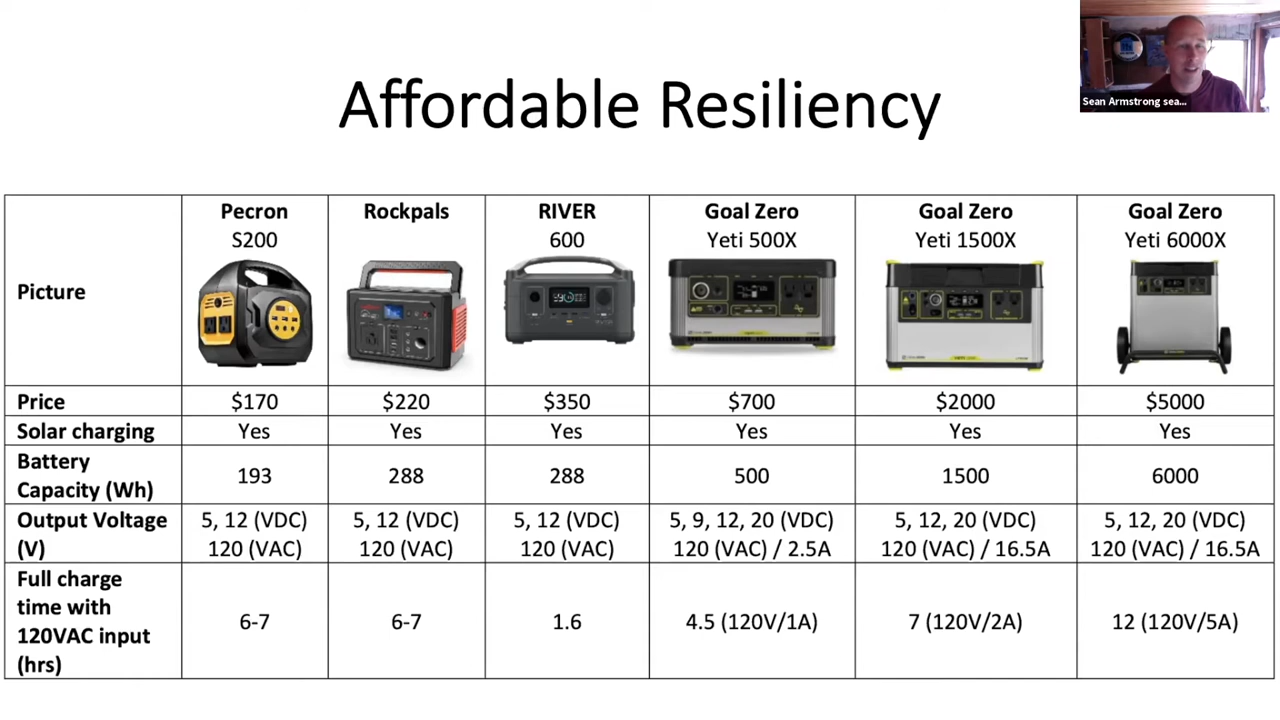 Sean Armstrong sea...
Affordable Resiliency
Picture
Pecron
S200
Rockpals
RIVER
600
Goal Zero
Yeti 500X
Goal Zero
Yeti 1500X
Goal Zero
Yeti 6000X
Price
$170
$220
$350
$700
$2000
$5000
Solar charging
Yes
Yes
Yes
Yes
Yes
Yes
Battery
Capacity (Wh)
193
288
288
500
1500
6000
Output Voltage
(V)
5, 12 (VDC)
120 (VAC)
5, 12 (VDC)
120 (VAC)
5, 12 (VDC)
120 (VAC)
5, 9, 12, 20 (VDC)
120 (VAC) / 2.5A
5, 12, 20 (VDC)
120 (VAC) / 16.5A
5, 12, 20 (VDC)
120 (VAC) / 16.5A
Full charge
time with
120VAC input
(hrs)
6-7
6-7
1.6
4.5 (120V/1A)
7 (120V/2A)
12 (120V/5A)